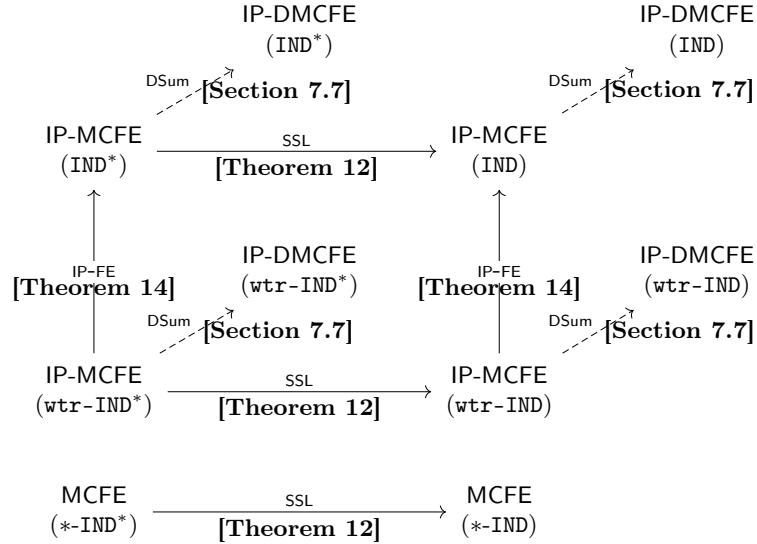 IP-DMCFE
(IND*)
IP-DMCFE
(IND)
DSum
[Section 7.7]
DSum
[Section 7.7]
IP-MCFE
(IND*)
SSL
[Theorem 12]
IP-MCFE
(IND)
IP-FE
[Theorem 14]
IP-DMCFE
(wtr-IND*)
IP-FE
[Theorem 14]
IP-DMCFE
(wtr-IND)
DSum
[Section 7.7]
DSum
[Section 7.7]
IP-MCFE
(wtr-IND*)
SSL
[Theorem 12]
IP-MCFE
(wtr-IND)
MCFE
(*-IND*)
SSL
[Theorem 12]
MCFE
(*-IND)